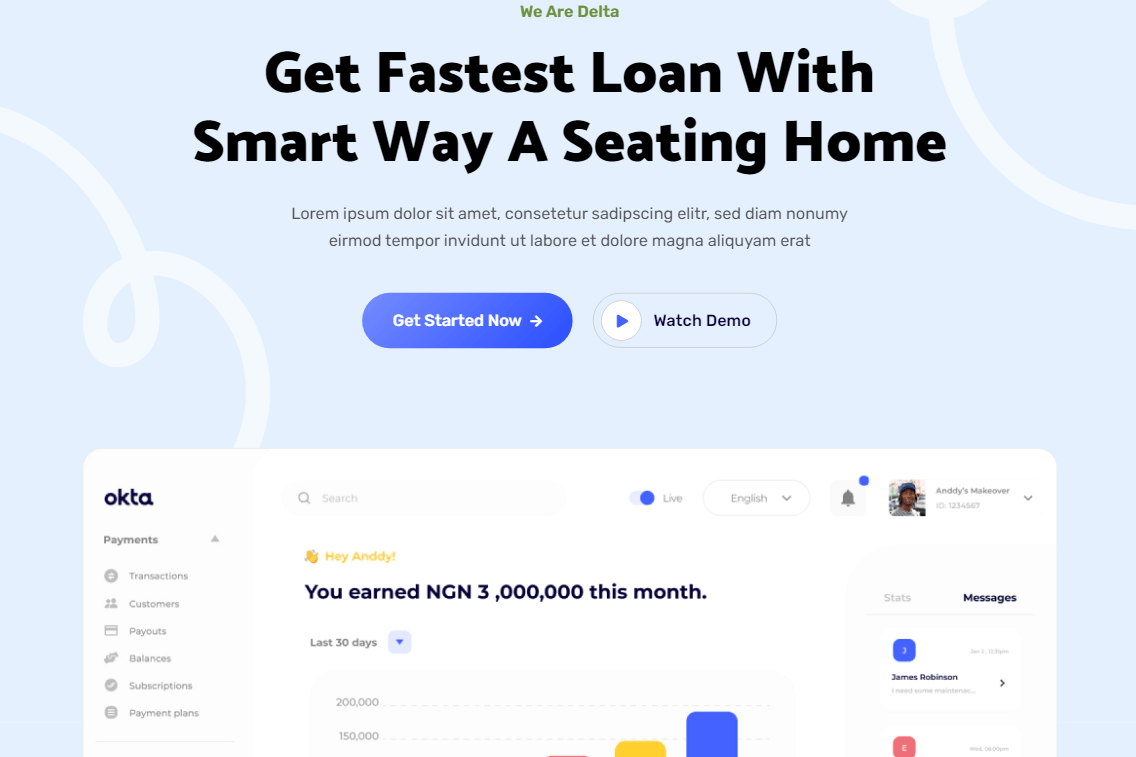 We Are Delta
Get Fastest Loan With
Smart Way A Seating Home
Lorem ipsum dolor sit amet, consetetur sadipscing elitr, sed diam nonumy
eirmod tempor invidunt ut labore et dolore magna aliquyam erat
Get Started Now →
Watch Demo
okta
Search
Live
English
Anddy's Makeover
ID: 1234567
Payments
Transactions
Customers
Payouts
Balances
Subscriptions
Payment plans
👋 Hey Anddy!
You earned NGN 3 ,000,000 this month.
Last 30 days
200,000
150,000
Stats
Messages
J
Jan 2 , 12:31pm
James Robinson
I need some maintenac...
E
Wed, 06:00pm